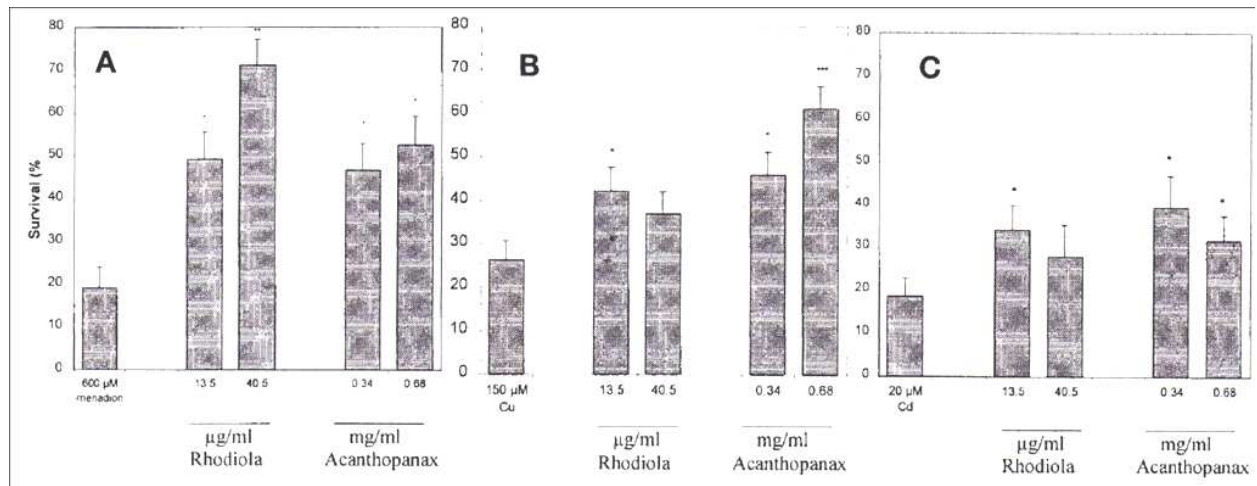 A
B
C
Survival (%
80
70
60
50
40
30
20
10
0
600 µM
menadion
13.5
40.5
0.34
0.68
µg/ml
Rhodiola
mg/ml
Acanthopanax
80
70
60
50
40
30
20
10
0
150 µM
Cu
13.5
40.5
0.34
0.68
µg/ml
Rhodiola
mg/ml
Acanthopanax
80
70
60
50
40
30
20
10
0
20 µM
Cd
13.5
40.5
0.34
0.68
µg/ml
Rhodiola
mg/ml
Acanthopanax
**
*
*
*
*
*
***
*
*
*